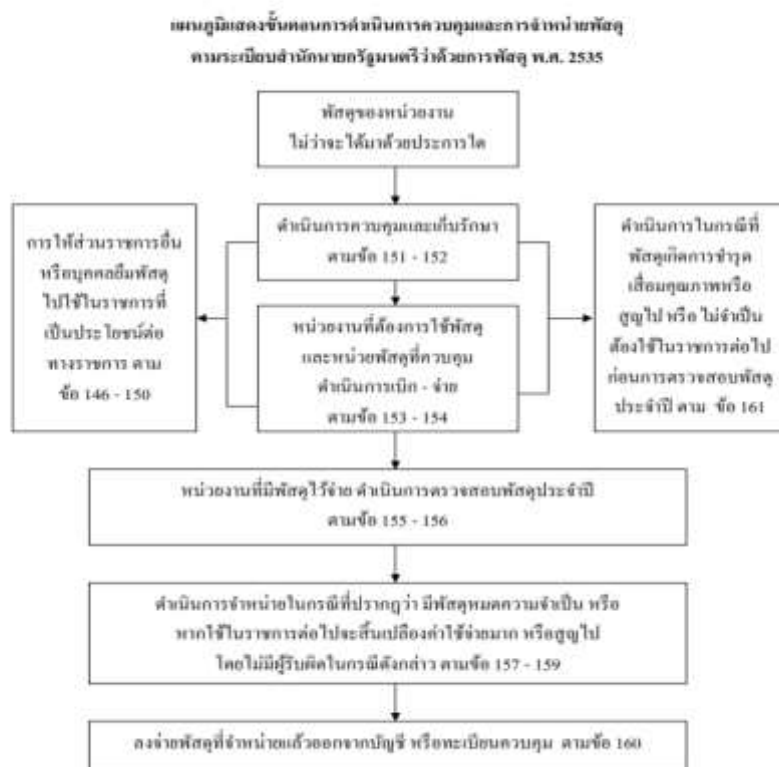 แผนภูมิแสดงขั้นตอนการดำเนินการควบคุมและการจำหน่ายพัสดุ
ตามระเบียบสำนักนายกรัฐมนตรีว่าด้วยการพัสดุ พ.ศ. 2535
พัสดุของหน่วยงาน
ไม่ว่าจะได้มาด้วยประการใด
การให้ส่วนราชการอื่น
หรือบุคคลยืมพัสดุ
ไปใช้ในราชการที่
เป็นประโยชน์ต่อ
ทางราชการ ตาม
ข้อ 146 - 150
ดำเนินการควบคุมและเก็บรักษา
ตามข้อ 151 - 152
หน่วยงานที่ต้องการใช้พัสดุ
และหน่วยพัสดุที่ควบคุม
ดำเนินการเบิก - จ่าย
ตามข้อ 153 - 154
ดำเนินการในกรณีที่
พัสดุเกิดการชำรุด
เสื่อมคุณภาพหรือ
สูญไป หรือ ไม่จำเป็น
ต้องใช้ในราชการต่อไป
ก่อนการตรวจสอบพัสดุ
ประจำปี ตาม ข้อ 161
หน่วยงานที่มีพัสดุไว้จ่าย ดำเนินการตรวจสอบพัสดุประจำปี
ตามข้อ 155 - 156
ดำเนินการจำหน่ายในกรณีที่ปรากฏว่า มีพัสดุหมดความจำเป็น หรือ
หากใช้ในราชการต่อไปจะสิ้นเปลืองค่าใช้จ่ายมาก หรือสูญไป
โดยไม่มีผู้รับผิดในกรณีดังกล่าว ตามข้อ 157 - 159
ลงจ่ายพัสดุที่จำหน่ายแล้วออกจากบัญชี หรือทะเบียนควบคุม ตามข้อ 160